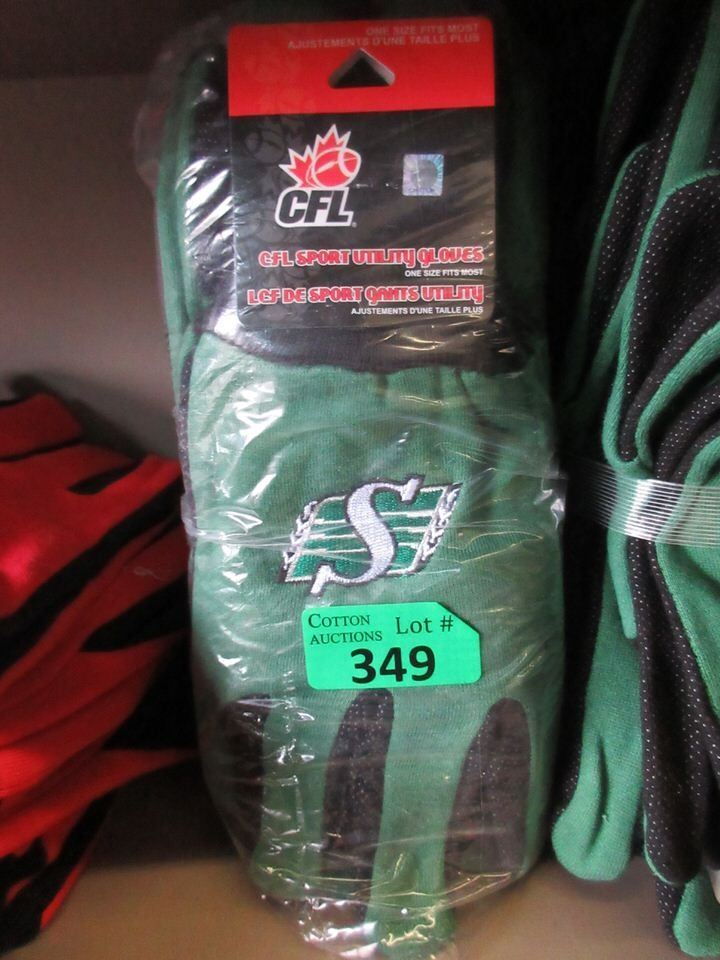 ONE SIZE FITS MOST
AJUSTEMENTS D'UNE TAILLE PLUS
CFL
CFL SPORT UTILITY GLOVES
ONE SIZE FITS MOST
LCF DE SPORT GANTS UTILITY
AJUSTEMENTS D'UNE TAILLE PLUS
S
COTTON AUCTIONS Lot #
349